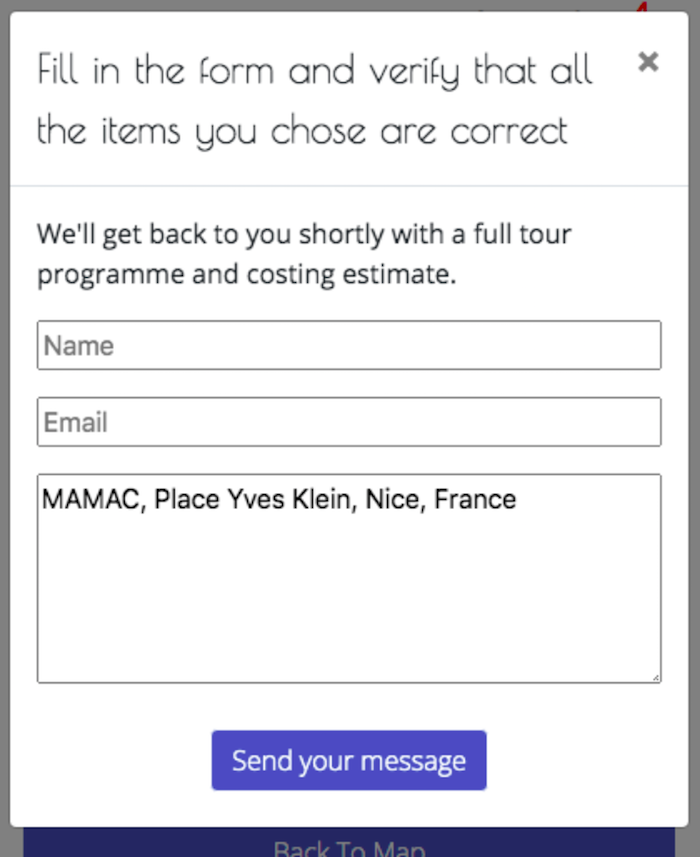 Fill in the form and verify that all
the items you chose are correct
×
We'll get back to you shortly with a full tour
programme and costing estimate.
Name
Email
MAMAC, Place Yves Klein, Nice, France
Send your message
Back To Map